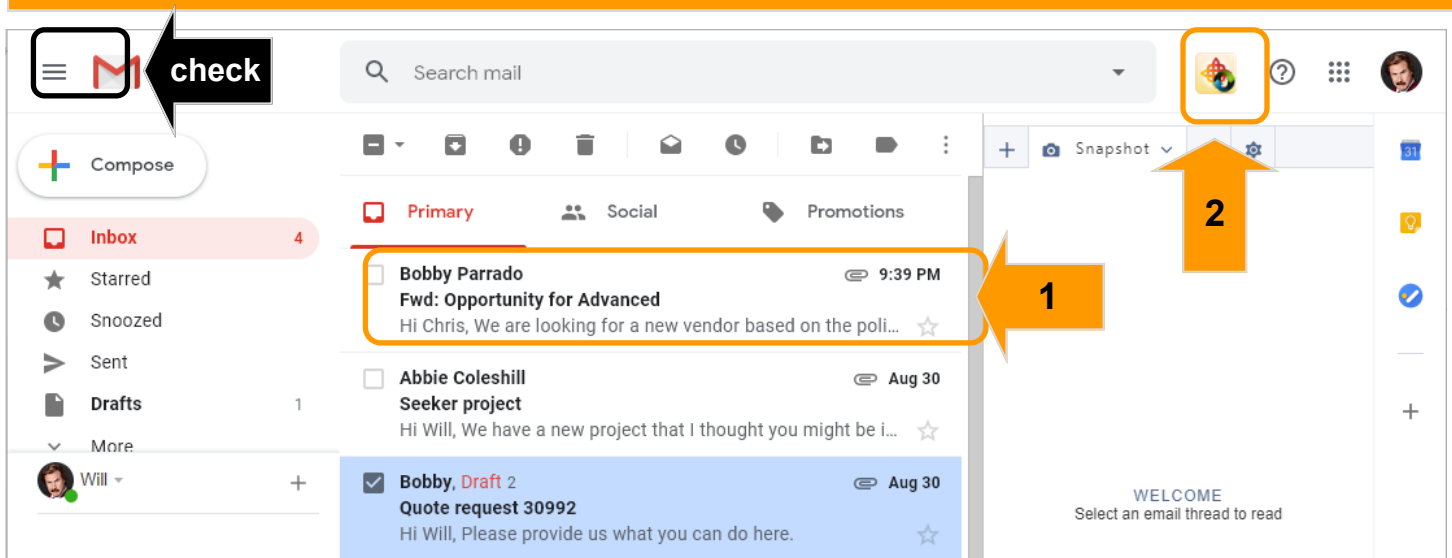 check
Search mail
Compose
Snapshot
31
2
Primary
Social
Promotions
Inbox 4
Starred
Snoozed
Sent
Drafts 1
More
Will
Bobby Parrado 9:39 PM
Fwd: Opportunity for Advanced
Hi Chris, We are looking for a new vendor based on the poli...
1
Abbie Coleshill Aug 30
Seeker project
Hi Will, We have a new project that I thought you might be i...
Bobby, Draft 2 Aug 30
Quote request 30992
Hi Will, Please provide us what you can do here.
WELCOME
Select an email thread to read